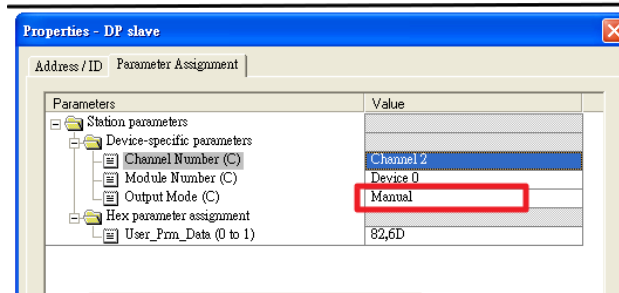 Properties - DP slave
Address / ID Parameter Assignment
Parameters Value
Station parameters
Device-specific parameters
Channel Number (C) Channel 2
Module Number (C) Device 0
Output Mode (C) Manual
Hex parameter assignment
User_Prm_Data (0 to 1) 82,6D